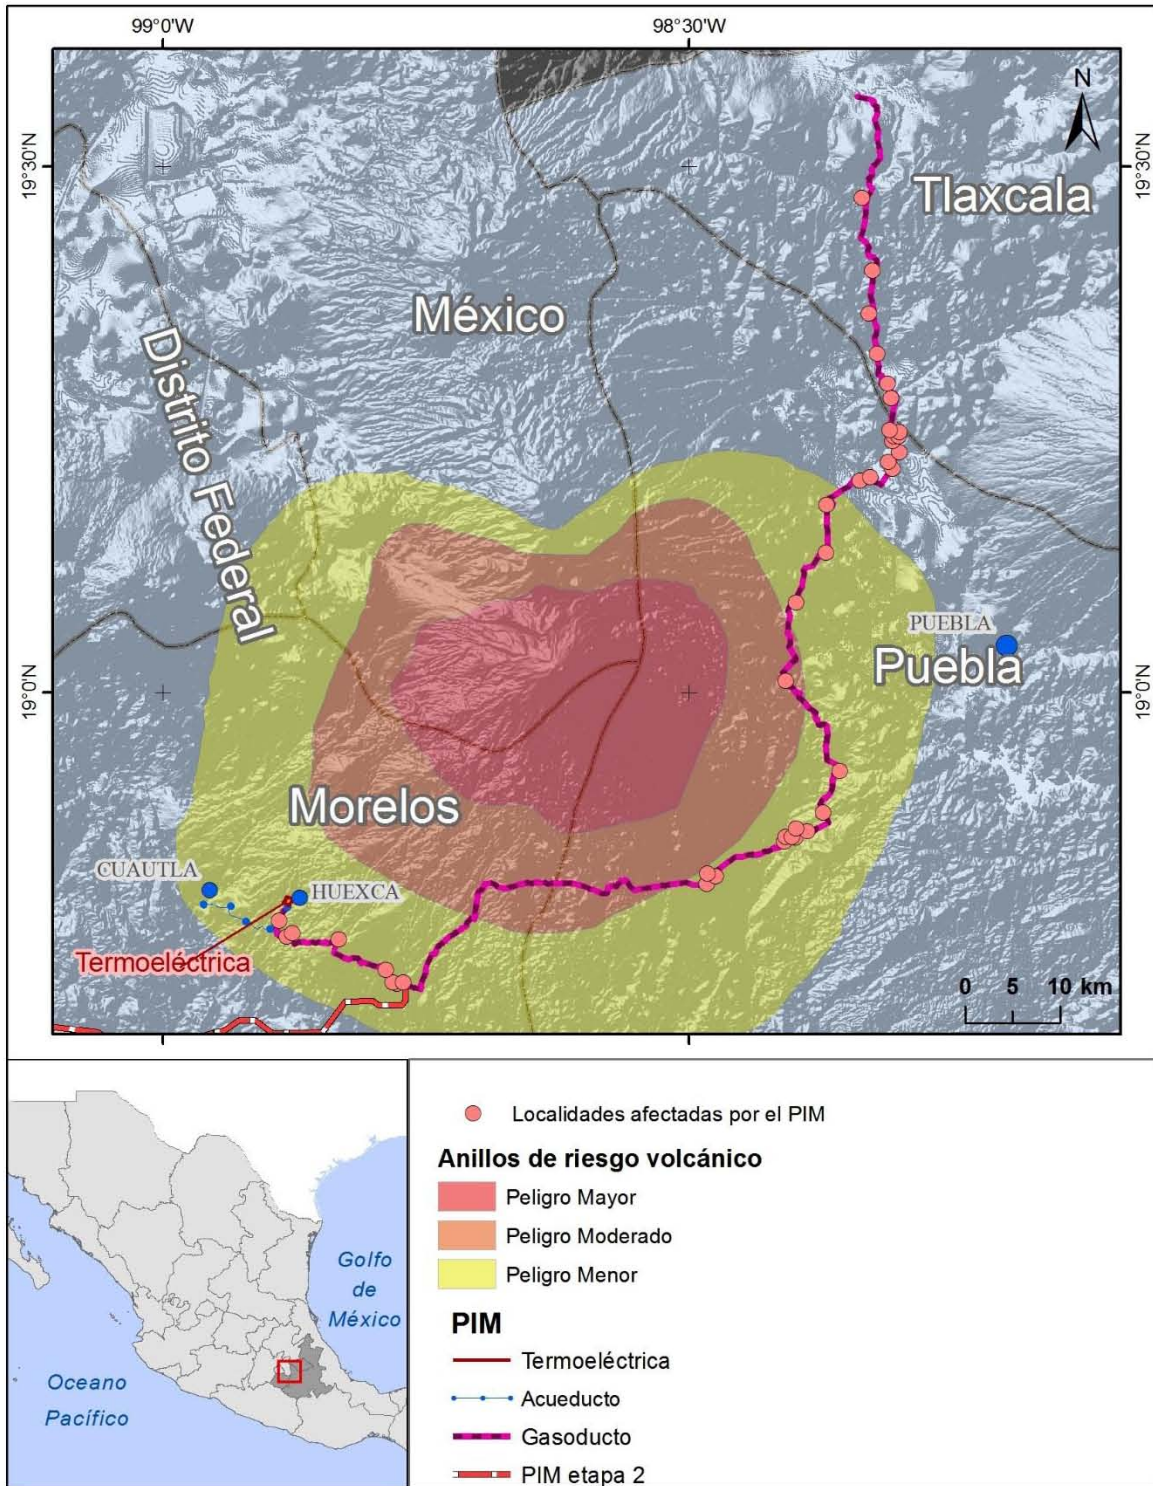 99°0'W
98°30'W
N
19°30'N
19°30'N
Tlaxcala
México
Distrito Federal
PUEBLA
Puebla
19°0'N
19°0'N
Morelos
CUAUTLA
HUEXCA
Termoeléctrica
0 5 10 km
Localidades afectadas por el PIM
Anillos de riesgo volcánico
Peligro Mayor
Peligro Moderado
Peligro Menor
PIM
Termoeléctrica
Acueducto
Gasoducto
PIM etapa 2
Golfo
de
México
Oceano
Pacífico